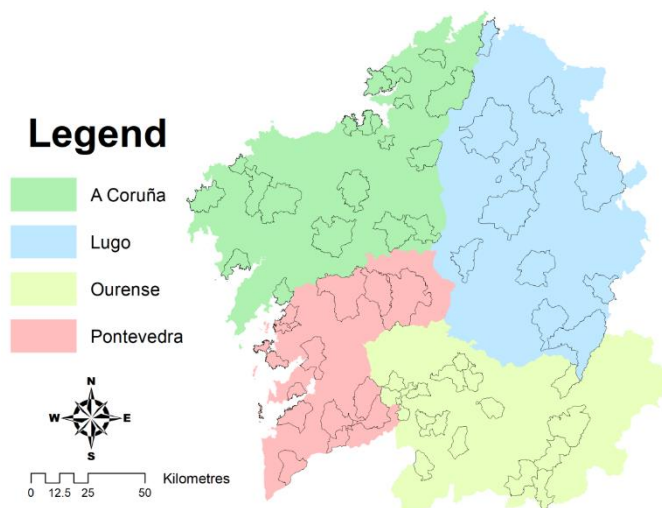 Legend
A Coruña
Lugo
Ourense
Pontevedra
N
W E
S
Kilometres
0 12.5 25 50